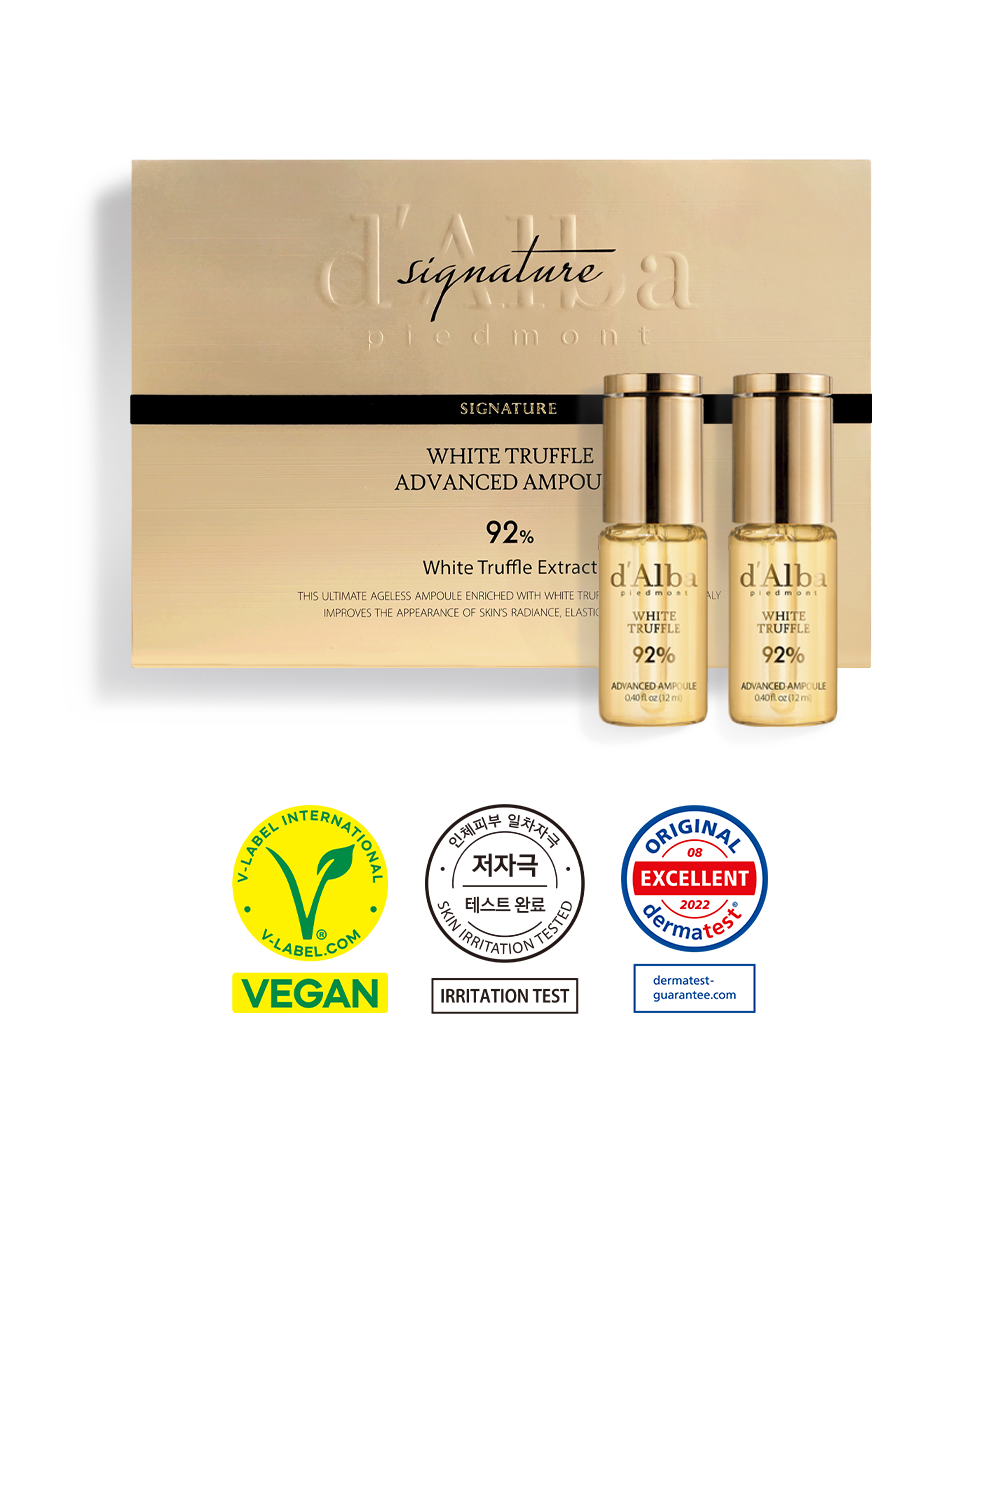 d'Alba
signature
piedmont
SIGNATURE
WHITE TRUFFLE
ADVANCED AMPOU
92%
White Truffle Extract
THIS ULTIMATE AGELESS AMPOULE ENRICHED WITH WHITE
IMPROVES THE APPEARANCE OF SKIN'S RADIANCE,
d'Alba
piedmont
WHITE
TRUFFLE
92%
ADVANCED AMPOULE
0.40 fl. oz (12 ml)
d'Alba
piedmont
WHITE
TRUFFLE
92%
ADVANCED AMPOULE
0.40 fl. oz (12 ml)
V-LABEL INTERNATIONAL
®
V-LABEL.COM
VEGAN
인체피부 일차자극
저자극
테스트 완료
SKIN IRRITATION TESTED
IRRITATION TEST
ORIGINAL
08
EXCELLENT
2022
dermatest®
dermatest-
guarantee.com